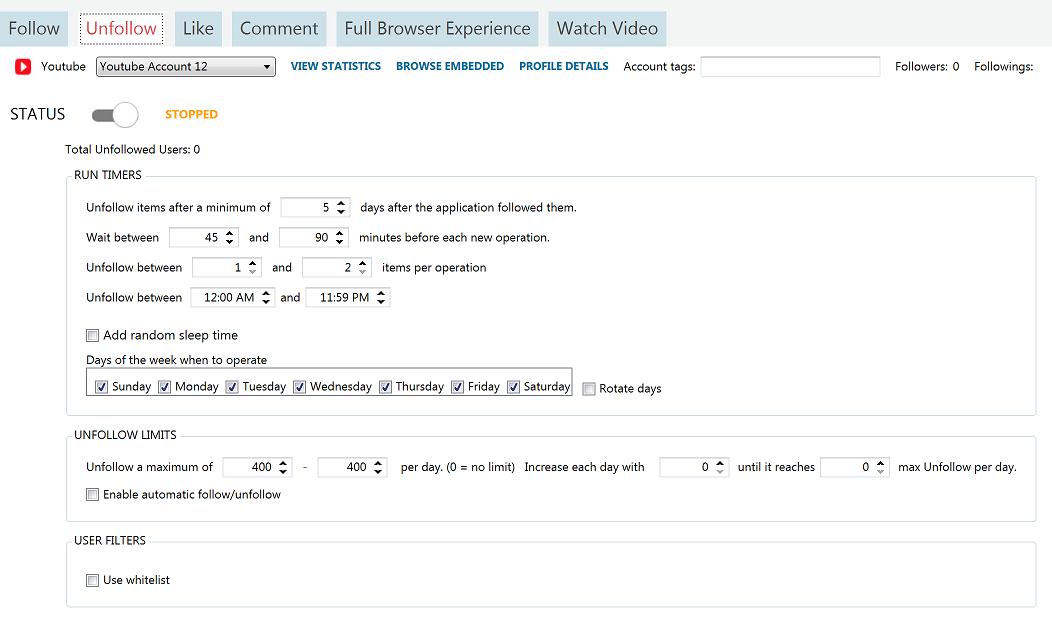 Follow Unfollow Like Comment Full Browser Experience Watch Video
Youtube Youtube Account 12 VIEW STATISTICS BROWSE EMBEDDED PROFILE DETAILS Account tags: Followers: 0 Followings:
STATUS STOPPED
Total Unfollowed Users: 0
RUN TIMERS
Unfollow items after a minimum of 5 days after the application followed them.
Wait between 45 and 90 minutes before each new operation.
Unfollow between 1 and 2 items per operation
Unfollow between 12:00 AM and 11:59 PM
Add random sleep time
Days of the week when to operate
Sunday Monday Tuesday Wednesday Thursday Friday Saturday Rotate days
UNFOLLOW LIMITS
Unfollow a maximum of 400 - 400 per day. (0 = no limit) Increase each day with 0 until it reaches 0 max Unfollow per day.
Enable automatic follow/unfollow
USER FILTERS
Use whitelist